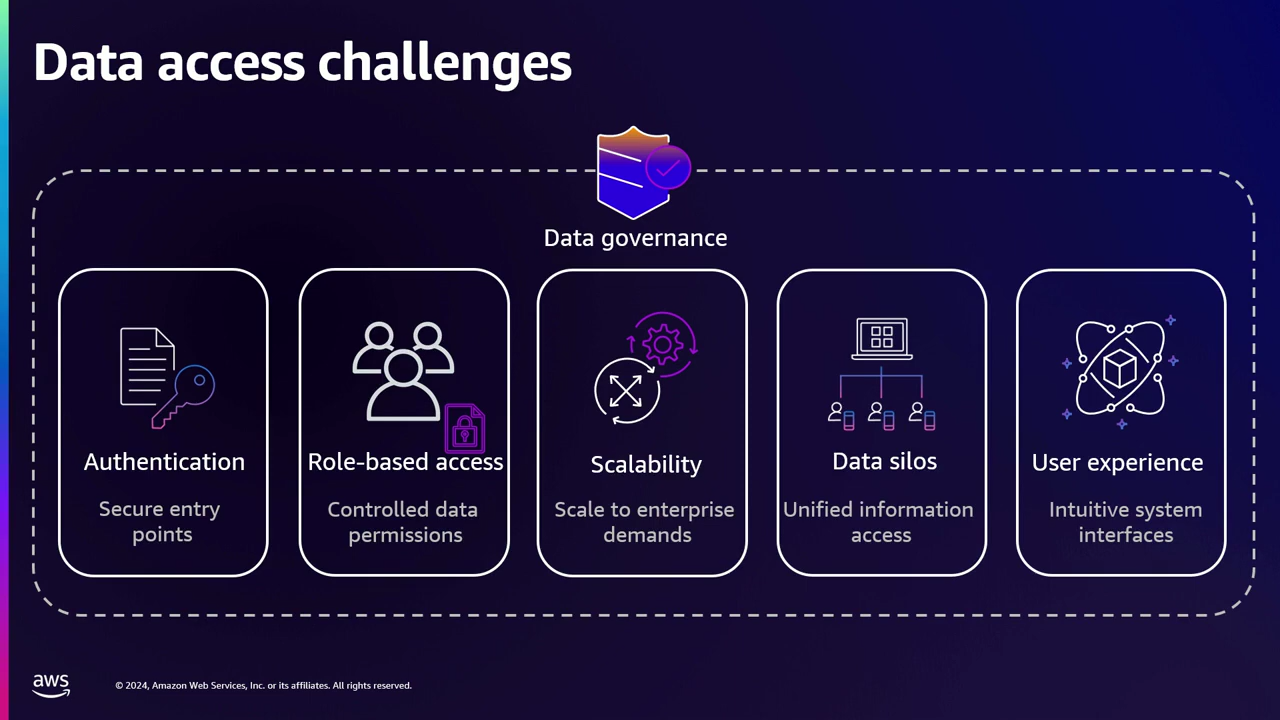 Data access challenges
Data governance
Authentication
Secure entry
points
Role-based access
Controlled data
permissions
Scalability
Scale to enterprise
demands
Data silos
Unified information
access
User experience
Intuitive system
interfaces
aws
© 2024, Amazon Web Services, Inc. or its affiliates. All rights reserved.